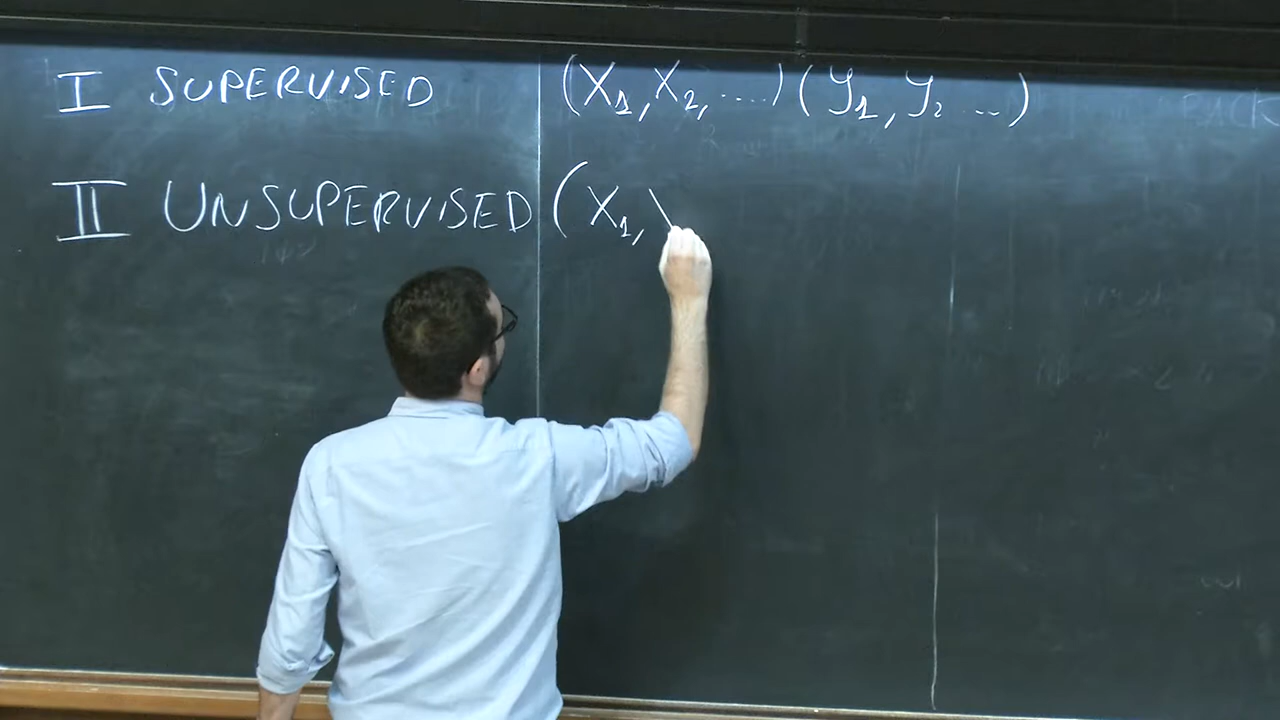 I SUPERVISED (X1, X2, ....) (y1, y2 ...)
II UNSUPERVISED (X1, \